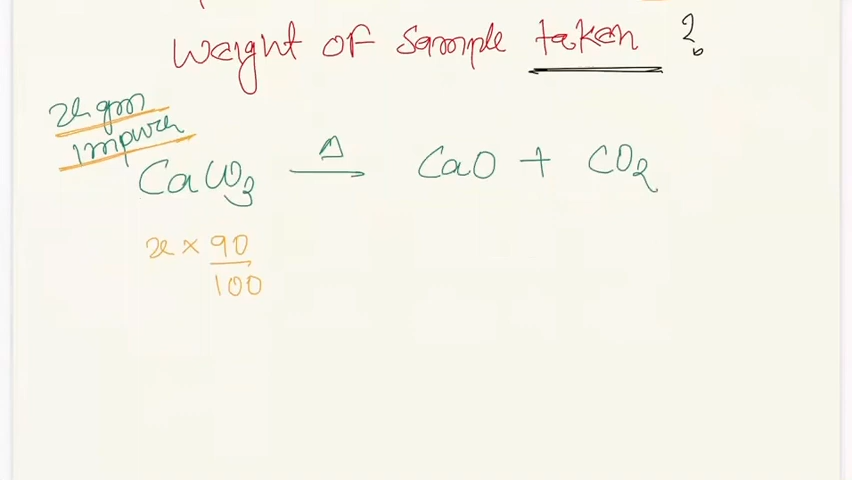 Weight of Sample taken ?
x gm
impure
CaCO3 Δ→ CaO + CO2
x × 90/100